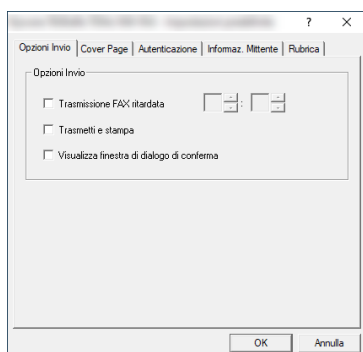 Opzioni Invio Cover Page Autenticazione Informaz. Mittente Rubrica
Opzioni Invio
Trasmissione FAX ritardata :
Trasmetti e stampa
Visualizza finestra di dialogo di conferma
OK Annulla